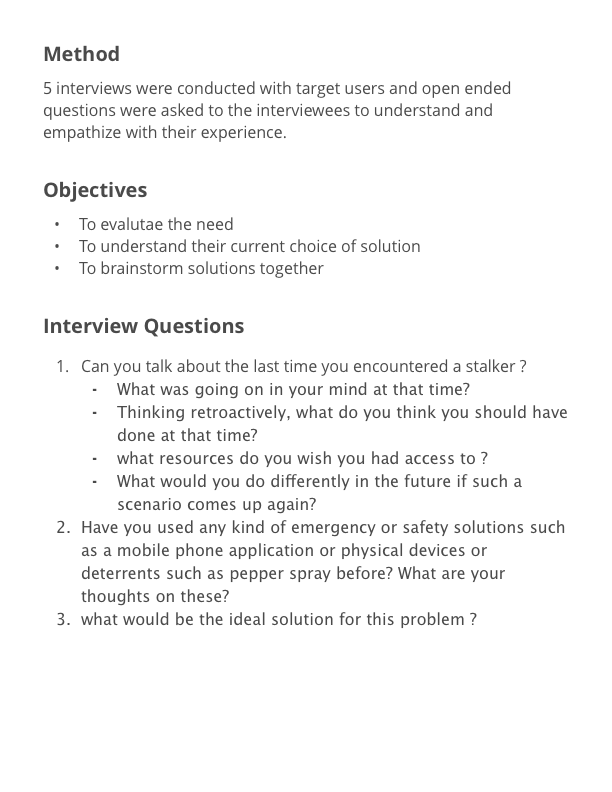 Method
5 interviews were conducted with target users and open ended
questions were asked to the interviewees to understand and
empathize with their experience.
Objectives
• To evalutae the need
• To understand their current choice of solution
• To brainstorm solutions together
Interview Questions
1. Can you talk about the last time you encountered a stalker ?
- What was going on in your mind at that time?
- Thinking retroactively, what do you think you should have
done at that time?
- what resources do you wish you had access to ?
- What would you do differently in the future if such a
scenario comes up again?
2. Have you used any kind of emergency or safety solutions such
as a mobile phone application or physical devices or
deterrents such as pepper spray before? What are your
thoughts on these?
3. what would be the ideal solution for this problem ?